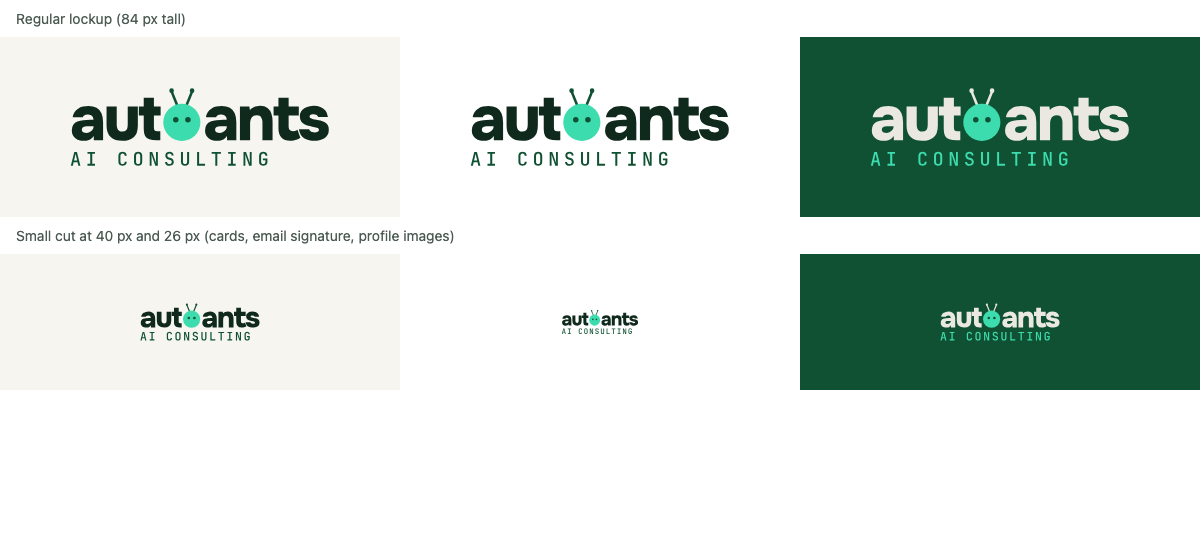 Regular lockup (84 px tall)
autoants autoants autoants
AI CONSULTING AI CONSULTING AI CONSULTING
Small cut at 40 px and 26 px (cards, email signature, profile images)
autoants autoants autoants
AI CONSULTING AI CONSULTING AI CONSULTING